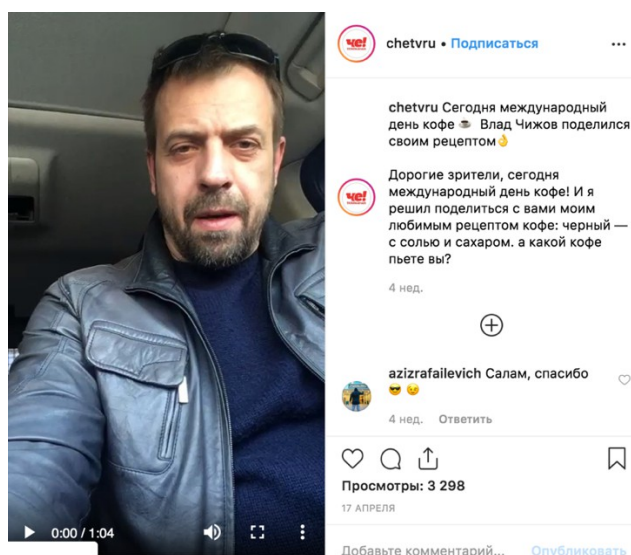 че!
chetvru • Подписаться
chetvru Сегодня международный
день кофе Влад Чижов поделился
своим рецептом
че!
Дорогие зрители, сегодня
международный день кофе! И я
решил поделиться с вами моим
любимым рецептом кофе: черный —
с солью и сахаром. а какой кофе
пьете вы?
4 нед.
azizrafailevich Салам, спасибо
4 нед. Ответить
Просмотры: 3 298
17 АПРЕЛЯ
0:00 / 1:04
Добавьте комментарий... Опубликовать